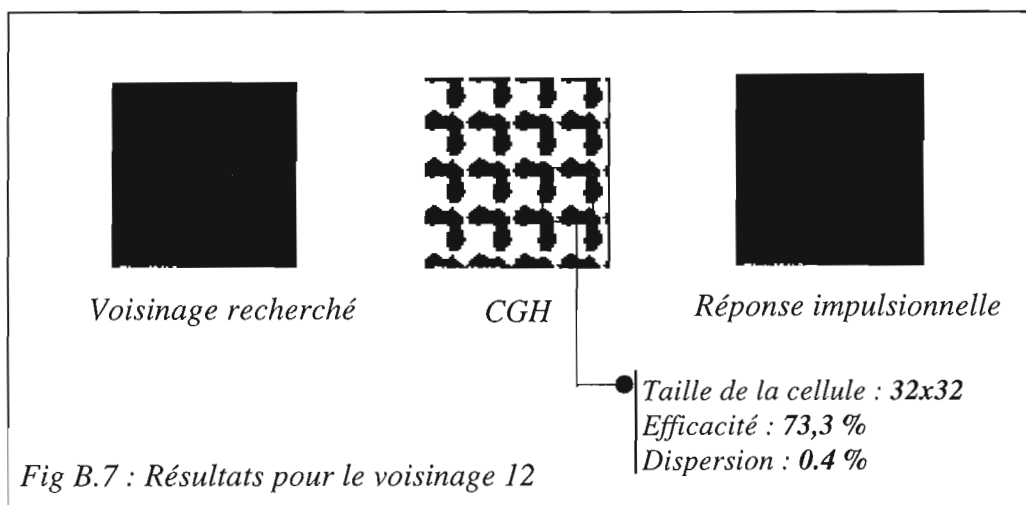 Voisinage recherché
CGH
Réponse impulsionnelle
Taille de la cellule : 32x32
Efficacité : 73,3 %
Dispersion : 0.4 %
Fig B.7 : Résultats pour le voisinage 12